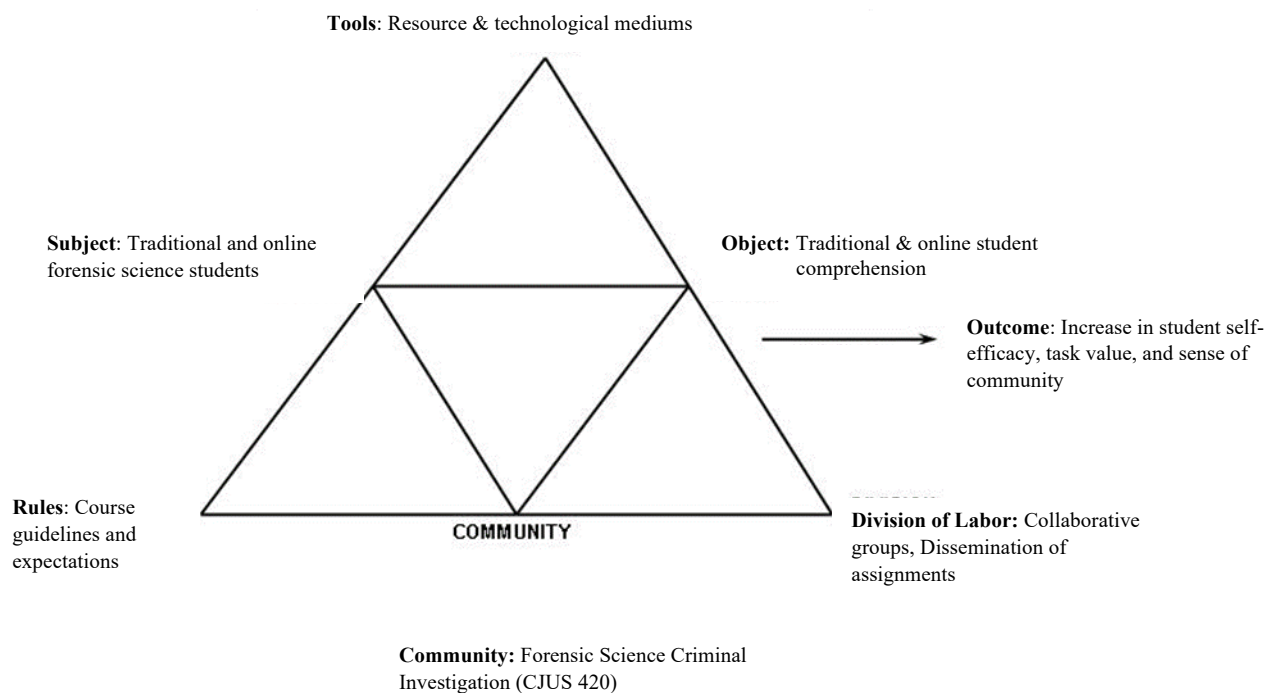 Tools: Resource & technological mediums
Subject: Traditional and online
forensic science students
Object: Traditional & online student
comprehension
Outcome: Increase in student self-
efficacy, task value, and sense of
community
Rules: Course
guidelines and
expectations
COMMUNITY
Division of Labor: Collaborative
groups, Dissemination of
assignments
Community: Forensic Science Criminal
Investigation (CJUS 420)